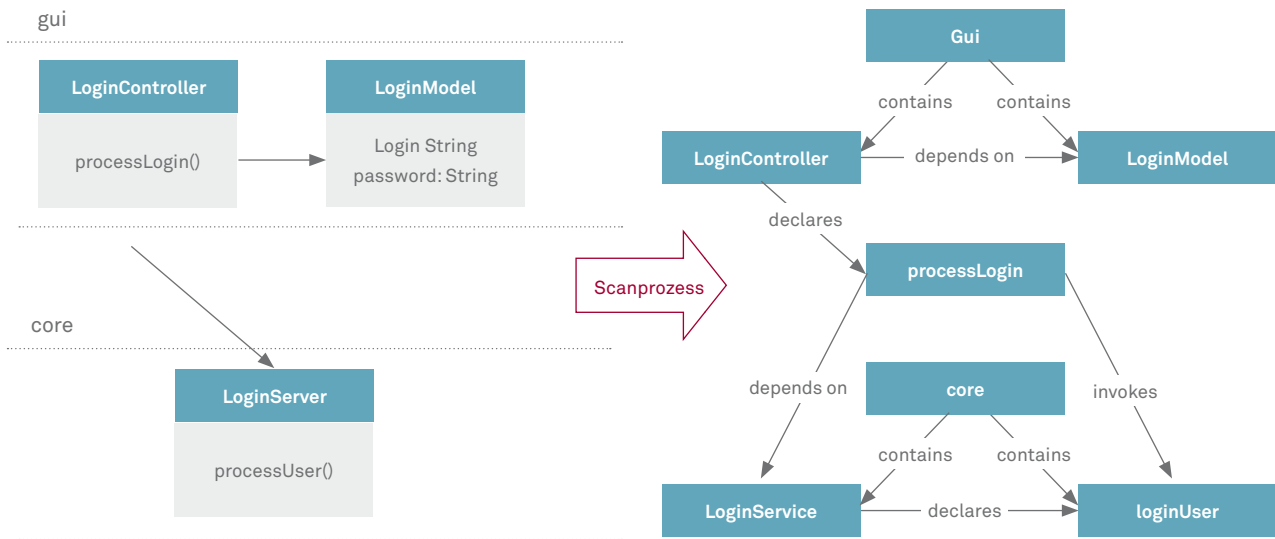 gui
LoginController
processLogin()
LoginModel
Login String
password: String
core
LoginServer
processUser()
Scanprozess
Gui
contains
contains
LoginController
depends on
LoginModel
declares
processLogin
depends on
core
invokes
contains
contains
LoginService
declares
loginUser